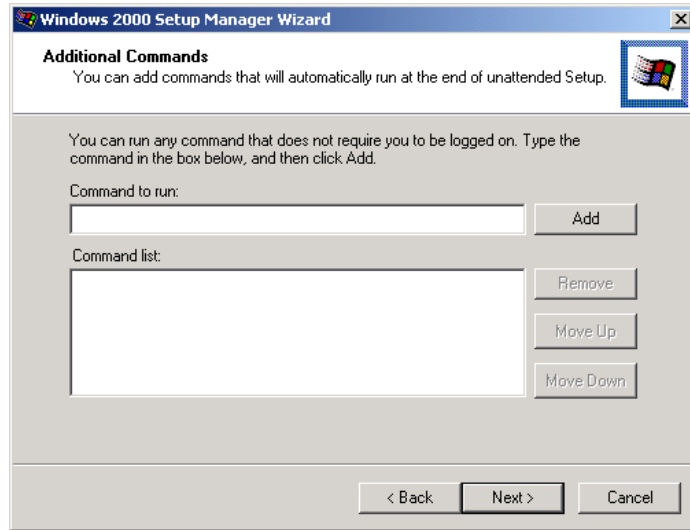 Windows 2000 Setup Manager Wizard
Additional Commands
You can add commands that will automatically run at the end of unattended Setup.
You can run any command that does not require you to be logged on. Type the
command in the box below, and then click Add.
Command to run:
Add
Command list:
Remove
Move Up
Move Down
< Back
Next >
Cancel